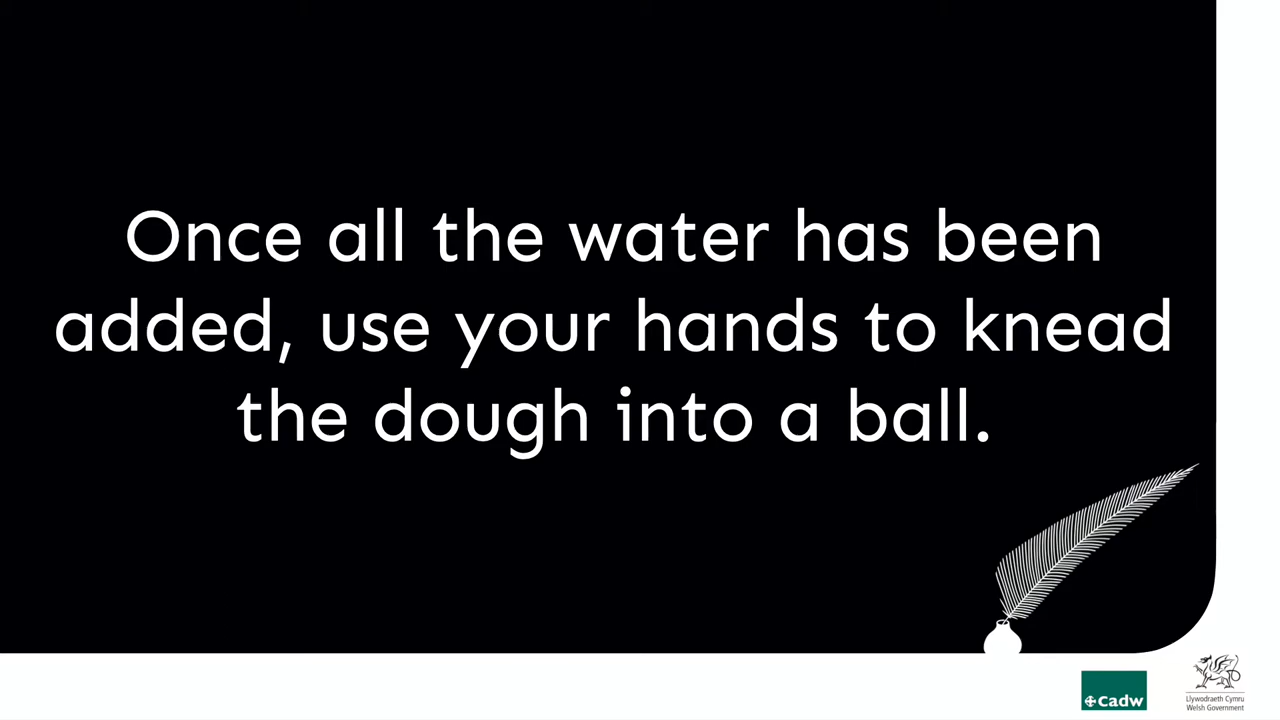 Once all the water has been
added, use your hands to knead
the dough into a ball.
Cadw
Llywodraeth Cymru
Welsh Government